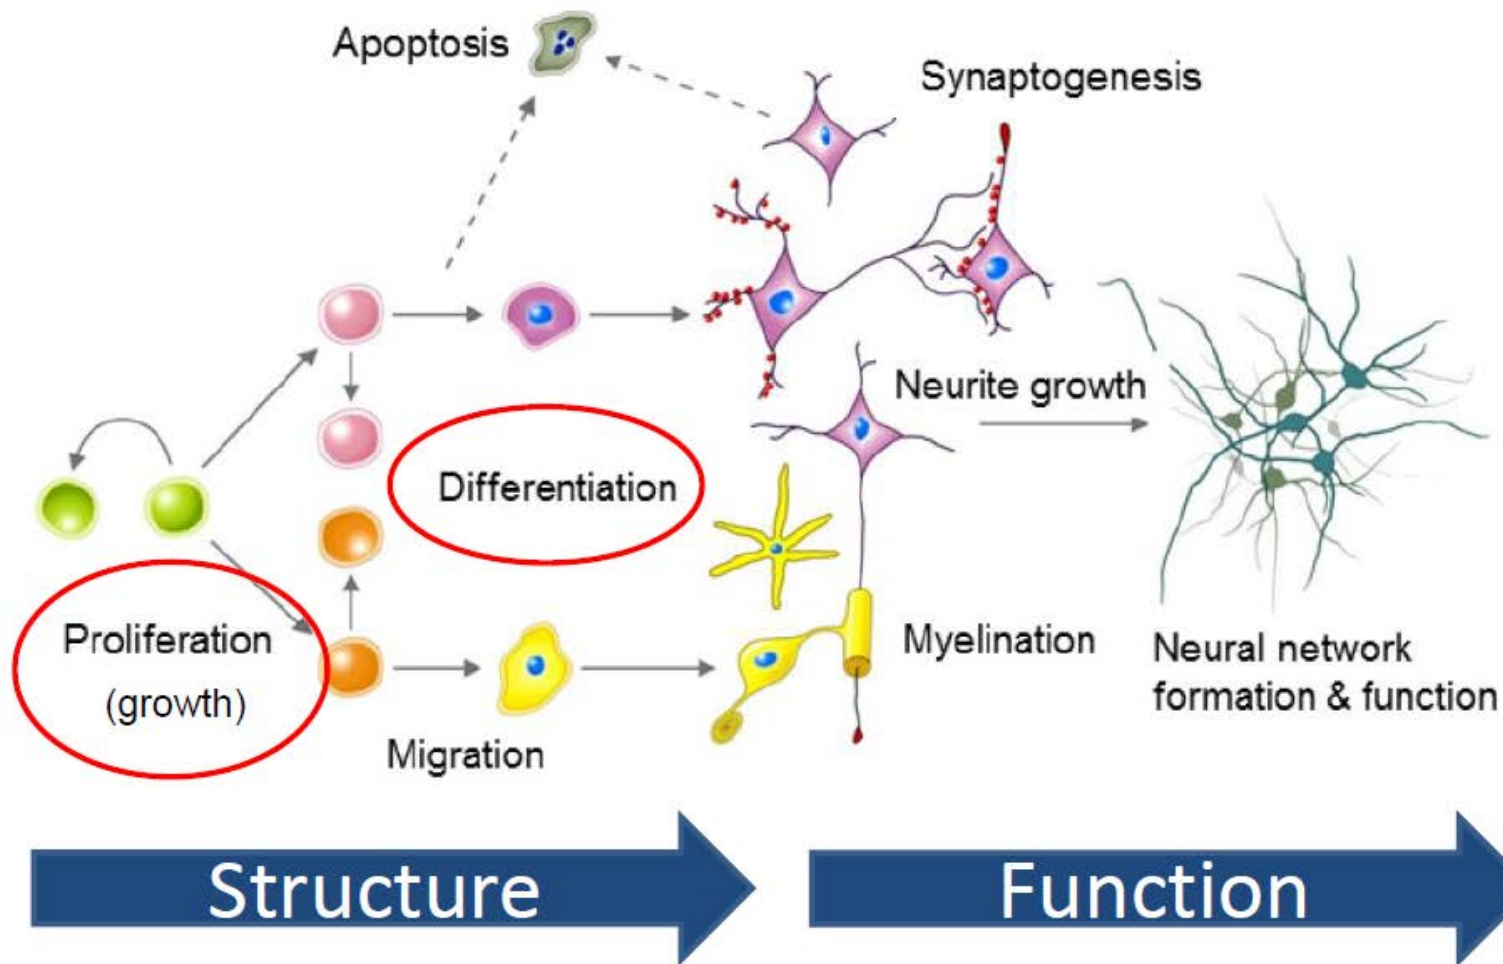 Apoptosis
Synaptogenesis
Neurite growth
Differentiation
Proliferation
(growth)
Myelination
Neural network
formation & function
Migration
Structure
Function